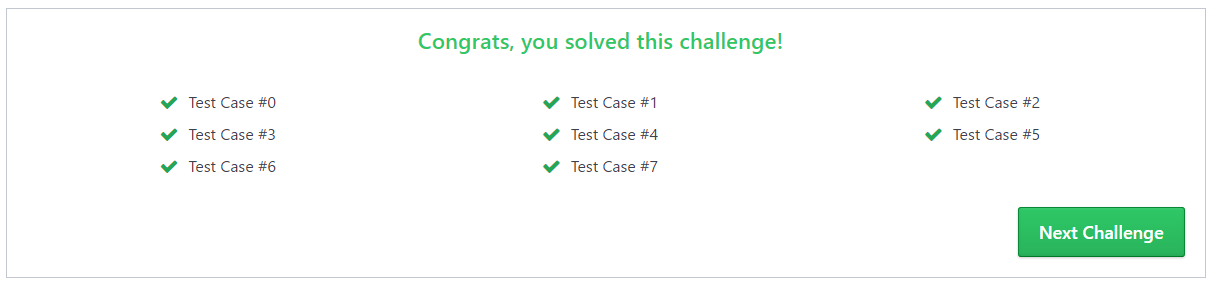 Congrats, you solved this challenge!
Test Case #0 Test Case #1 Test Case #2
Test Case #3 Test Case #4 Test Case #5
Test Case #6 Test Case #7
Next Challenge